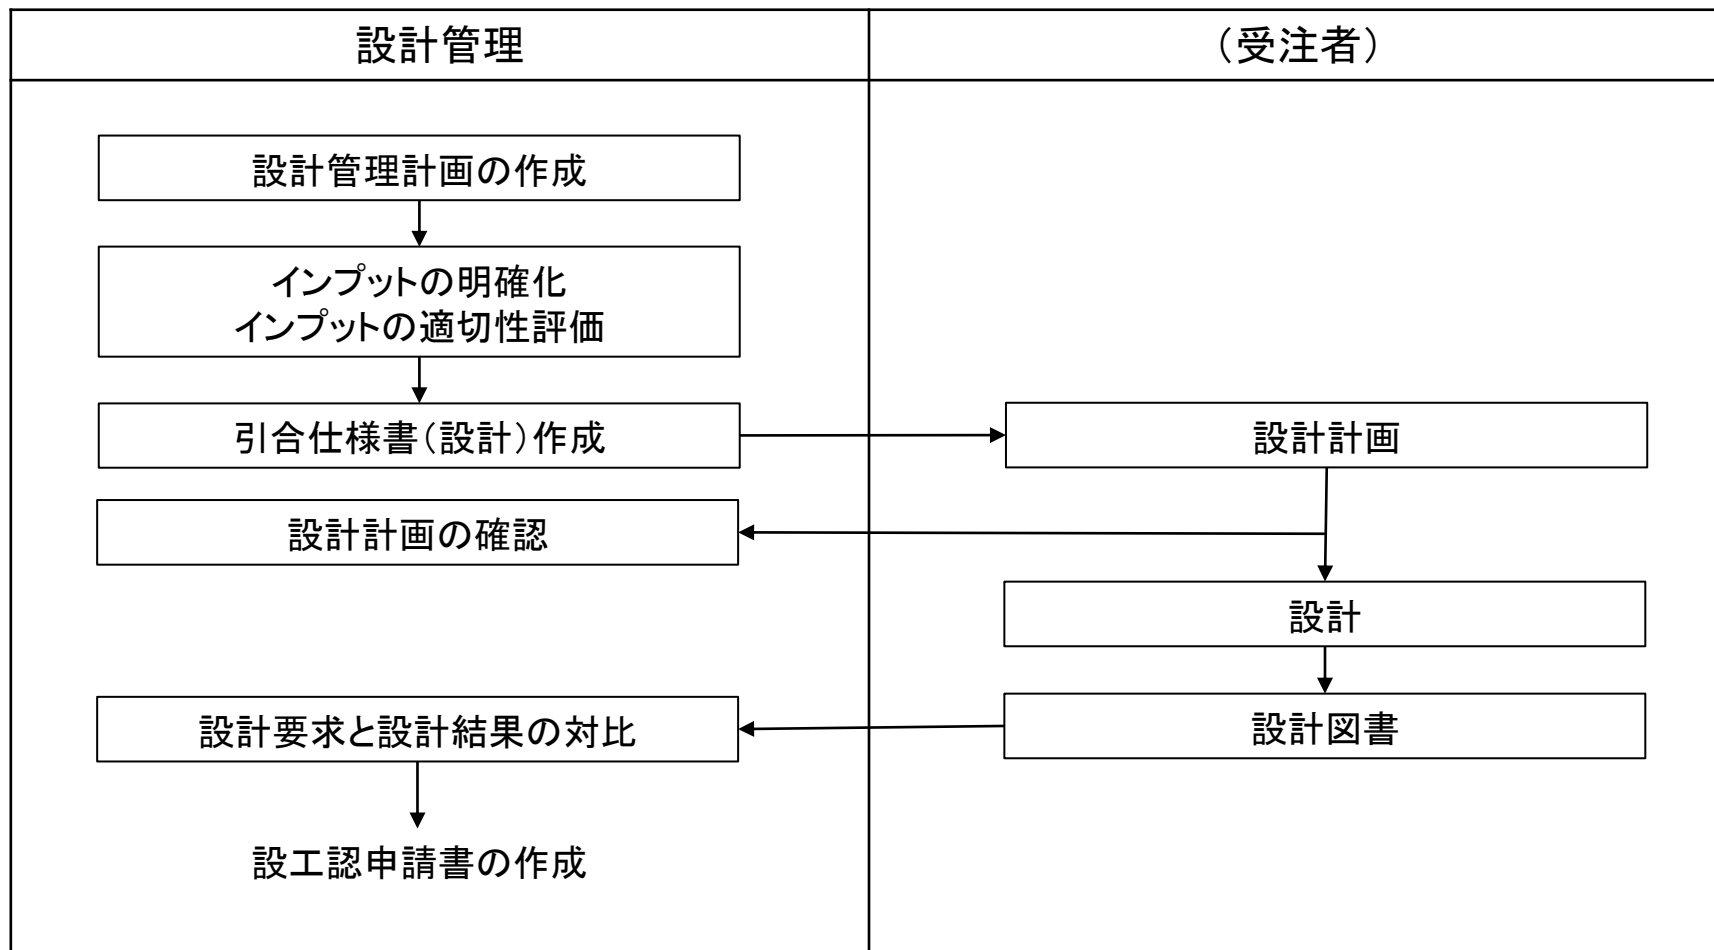 設計管理
（受注者）
設計管理計画の作成
インプットの明確化
インプットの適切性評価
引合仕様書（設計）作成
設計計画
設計計画の確認
設計
設計要求と設計結果の対比
設計図書
設工認申請書の作成